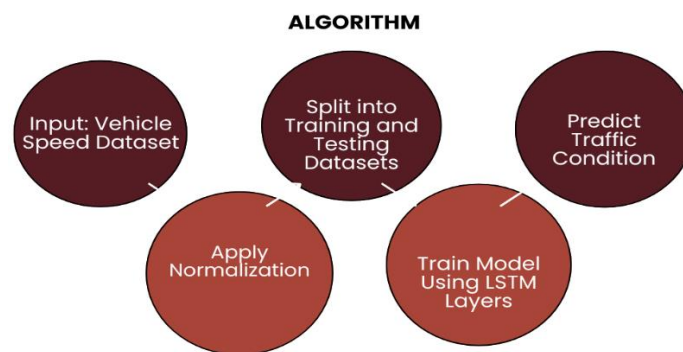 ALGORITHM
Input: Vehicle
Speed Dataset
Apply
Normalization
Split into
Training and
Testing
Datasets
Train Model
Using LSTM
Layers
Predict
Traffic
Condition